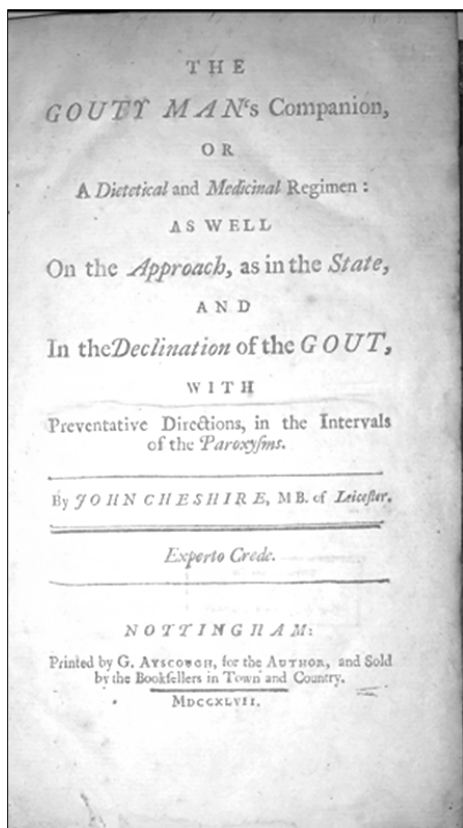 THE
GOUTY MAN's Companion,
OR
A Dietetical and Medicinal Regimen:
AS WELL
On the Approach, as in the State,
AND
In the Declination of the GOUT,
WITH
Preventative Directions, in the Intervals
of the Paroxysms.
By JOHN CHESHIRE, MB. of Leicester.
Experto Crede.
NOTTINGHAM:
Printed by G. AYSCOUGH, for the AUTHOR, and Sold
by the Booksellers in Town and Country.
MDCCXLVII.